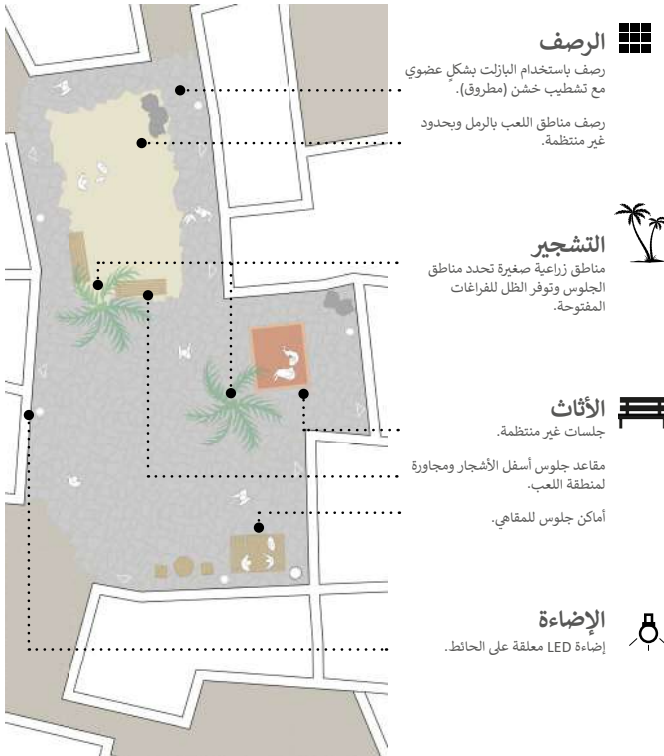 الرصف
رصف باستخدام البازلت بشكلٍ عضوي
مع تشطيب خشن (مطروق).
رصف مناطق اللعب بالرمل وبحدود
غير منتظمة.
التشجير
مناطق زراعية صغيرة تحدد مناطق
الجلوس وتوفر الظل للفراغات
المفتوحة.
الأثاث
جلسات غير منتظمة.
مقاعد جلوس أسفل الأشجار ومجاورة
لمنطقة اللعب.
أماكن جلوس للمقاهي.
الإضاءة
إضاءة LED معلقة على الحائط.